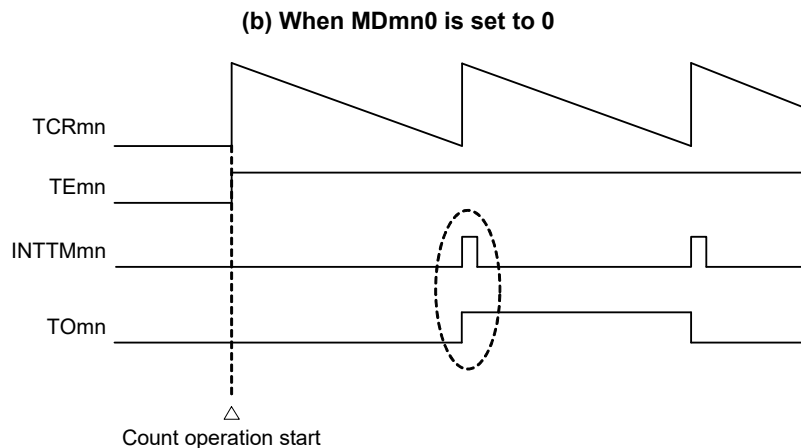 (b) When MDmn0 is set to 0
TCRmn
TEmn
INTTMmn
TOmn
Count operation start